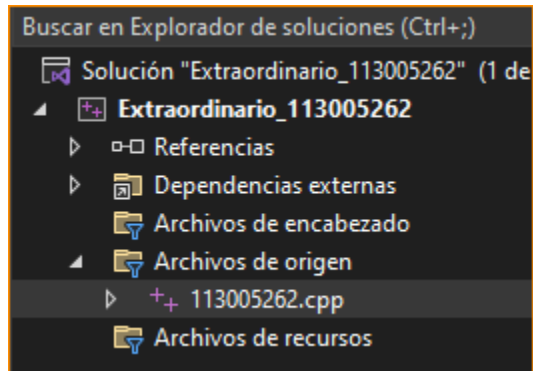 Buscar en Explorador de soluciones (Ctrl+;)
Solución "Extraordinario_113005262" (1 de
Extraordinario_113005262
Referencias
Dependencias externas
Archivos de encabezado
Archivos de origen
113005262.cpp
Archivos de recursos